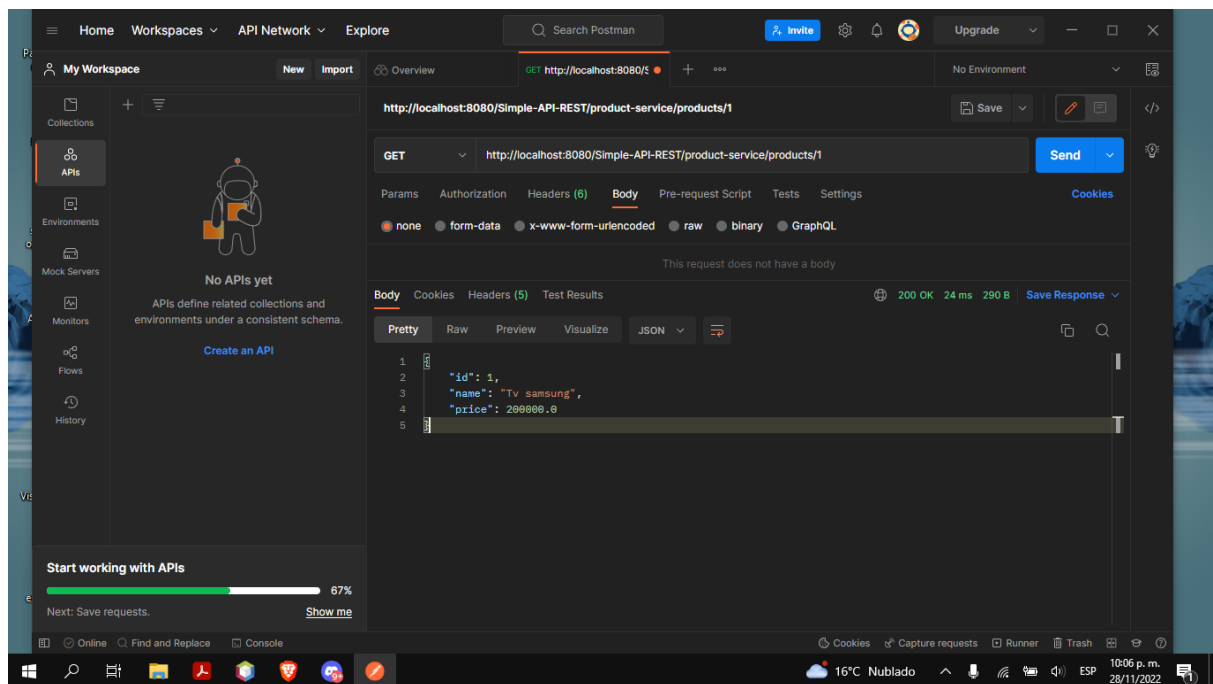 Home Workspaces API Network Explore Search Postman Invite Upgrade
My Workspace New Import Overview GET http://localhost:8080/S No Environment
Collections
APIs
Environments
Mock Servers
Monitors
Flows
History
No APIs yet
APIs define related collections and
environments under a consistent schema.
Create an API
Start working with APIs
67%
Next: Save requests. Show me
http://localhost:8080/Simple-API-REST/product-service/products/1 Save
GET http://localhost:8080/Simple-API-REST/product-service/products/1 Send
Params Authorization Headers (6) Body Pre-request Script Tests Settings Cookies
none form-data x-www-form-urlencoded raw binary GraphQL
This request does not have a body
Body Cookies Headers (5) Test Results 200 OK 24 ms 290 B Save Response
Pretty Raw Preview Visualize JSON
1 {
2 "id": 1,
3 "name": "Tv samsung",
4 "price": 200000.0
5 }
Online Find and Replace Console Cookies Capture requests Runner Trash
16°C Nublado ESP 10:06 p. m.
28/11/2022